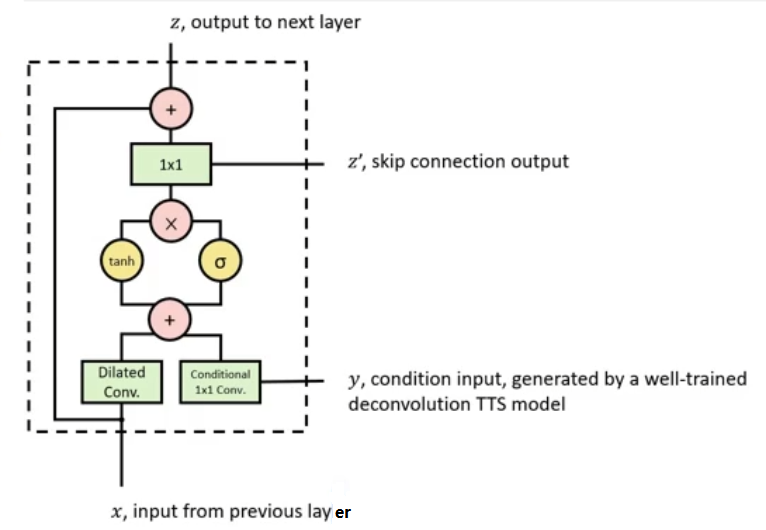 z, output to next layer
+
1x1
z', skip connection output
X
tanh
σ
+
Dilated
Conv.
Conditional
1x1 Conv.
y, condition input, generated by a well-trained
deconvolution TTS model
x, input from previous layer